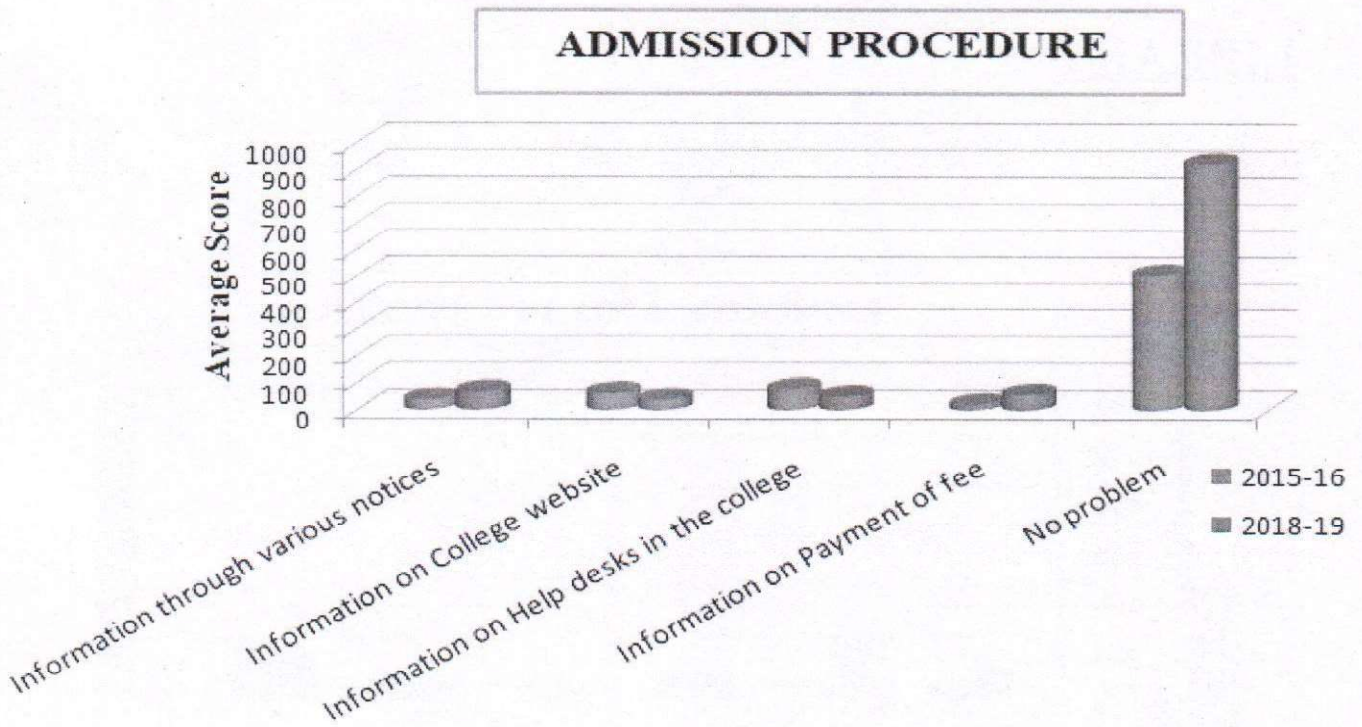 ADMISSION PROCEDURE
Average Score
1000
900
800
700
600
500
400
300
200
100
0
Information through various notices
Information on College website
Information on Help desks in the college
Information on Payment of fee
No problem
2015-16
2018-19